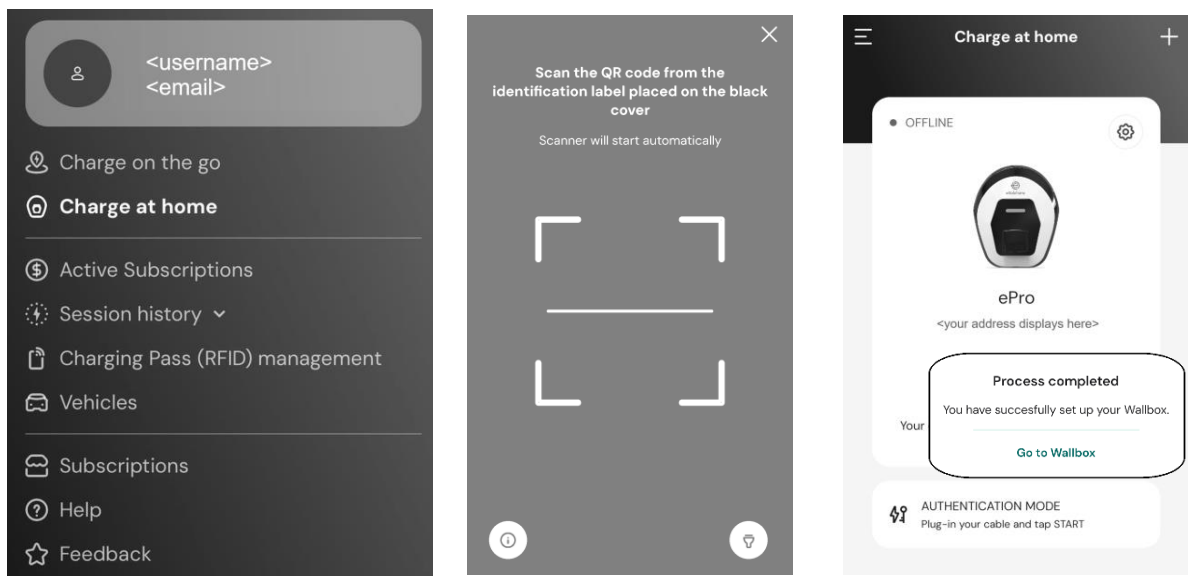 <username>
<email>
Charge on the go
Charge at home
Active Subscriptions
Session history
Charging Pass (RFID) management
Vehicles
Subscriptions
Help
Feedback
Scan the QR code from the
identification label placed on the black
cover
Scanner will start automatically
Charge at home
OFFLINE
ePro
<your address displays here>
Process completed
You have succesfully set up your Wallbox.
Your
Go to Wallbox
AUTHENTICATION MODE
Plug-in your cable and tap START